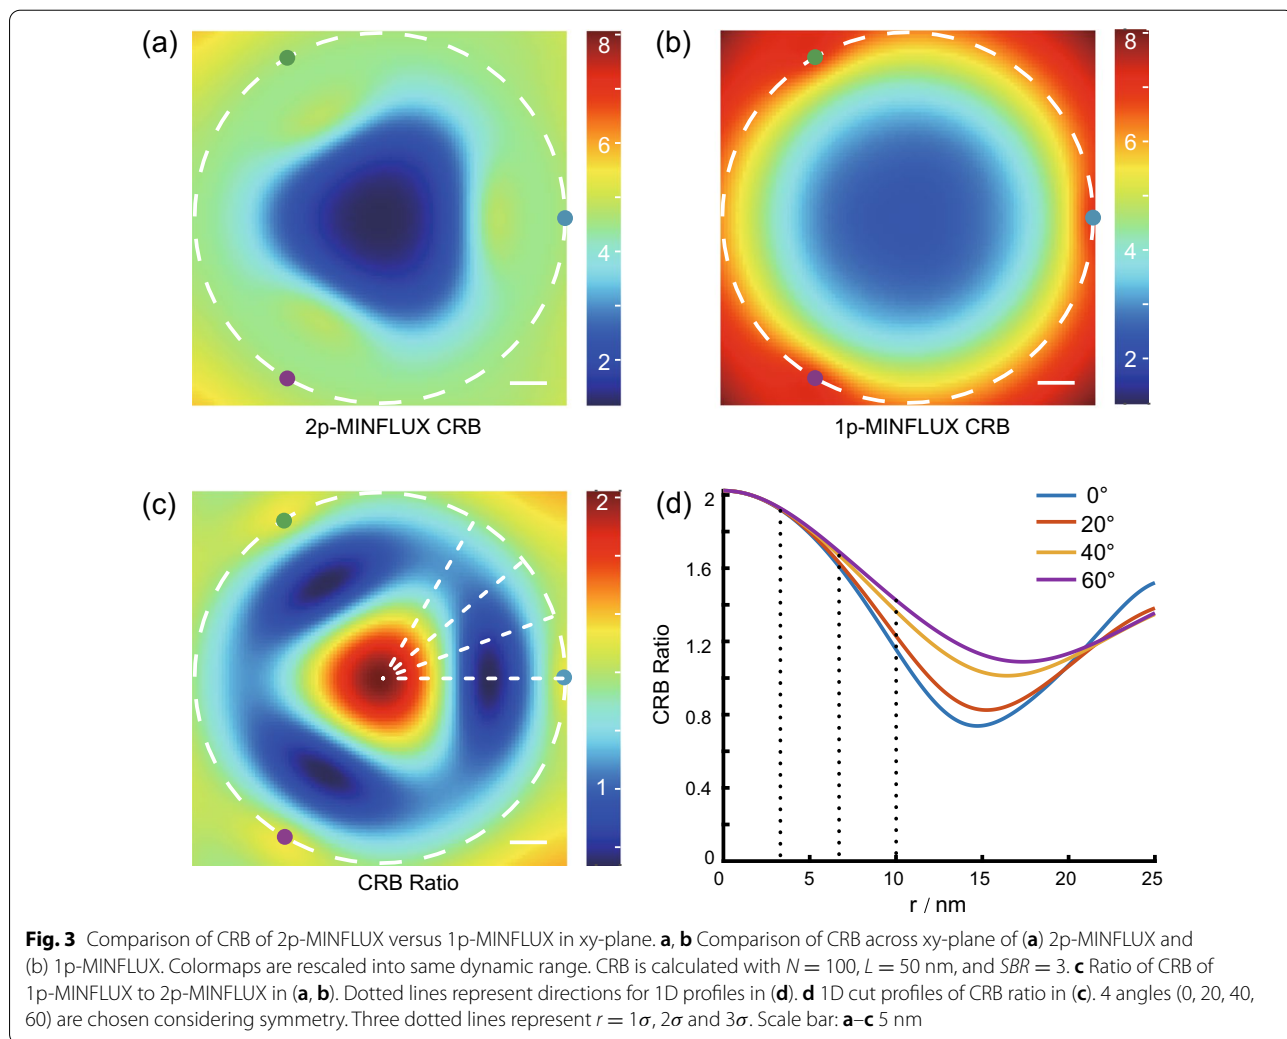 (a)
8
6
4
2
2p-MINFLUX CRB
(b)
8
6
4
2
1p-MINFLUX CRB
(c)
2
1
CRB Ratio
(d)
2
1.6
1.2
0.8
0.4
0
CRB Ratio
0 5 10 15 20 25
r / nm
0°
20°
40°
60°
Fig. 3 Comparison of CRB of 2p-MINFLUX versus 1p-MINFLUX in xy-plane. a, b Comparison of CRB across xy-plane of (a) 2p-MINFLUX and
(b) 1p-MINFLUX. Colormaps are rescaled into same dynamic range. CRB is calculated with N = 100, L = 50 nm, and SBR = 3. c Ratio of CRB of
1p-MINFLUX to 2p-MINFLUX in (a, b). Dotted lines represent directions for 1D profiles in (d). d 1D cut profiles of CRB ratio in (c). 4 angles (0, 20, 40,
60) are chosen considering symmetry. Three dotted lines represent r = 1σ, 2σ and 3σ. Scale bar: a–c 5 nm